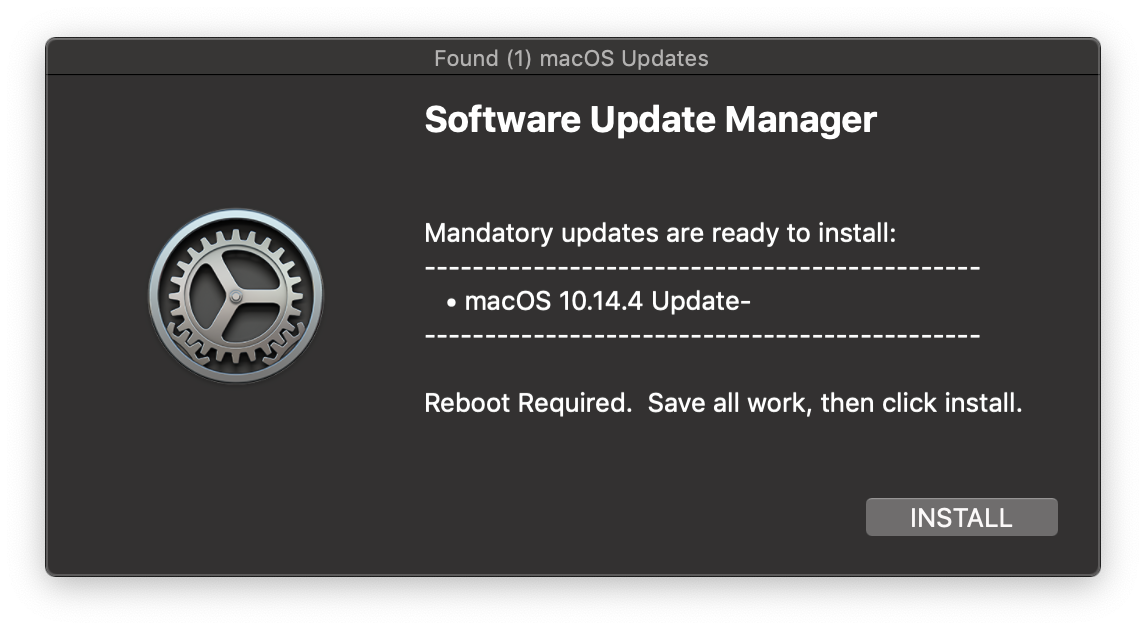 Found (1) macOS Updates
Software Update Manager
Mandatory updates are ready to install:
----------------------------------------------
• macOS 10.14.4 Update-
----------------------------------------------
Reboot Required.  Save all work, then click install.
INSTALL